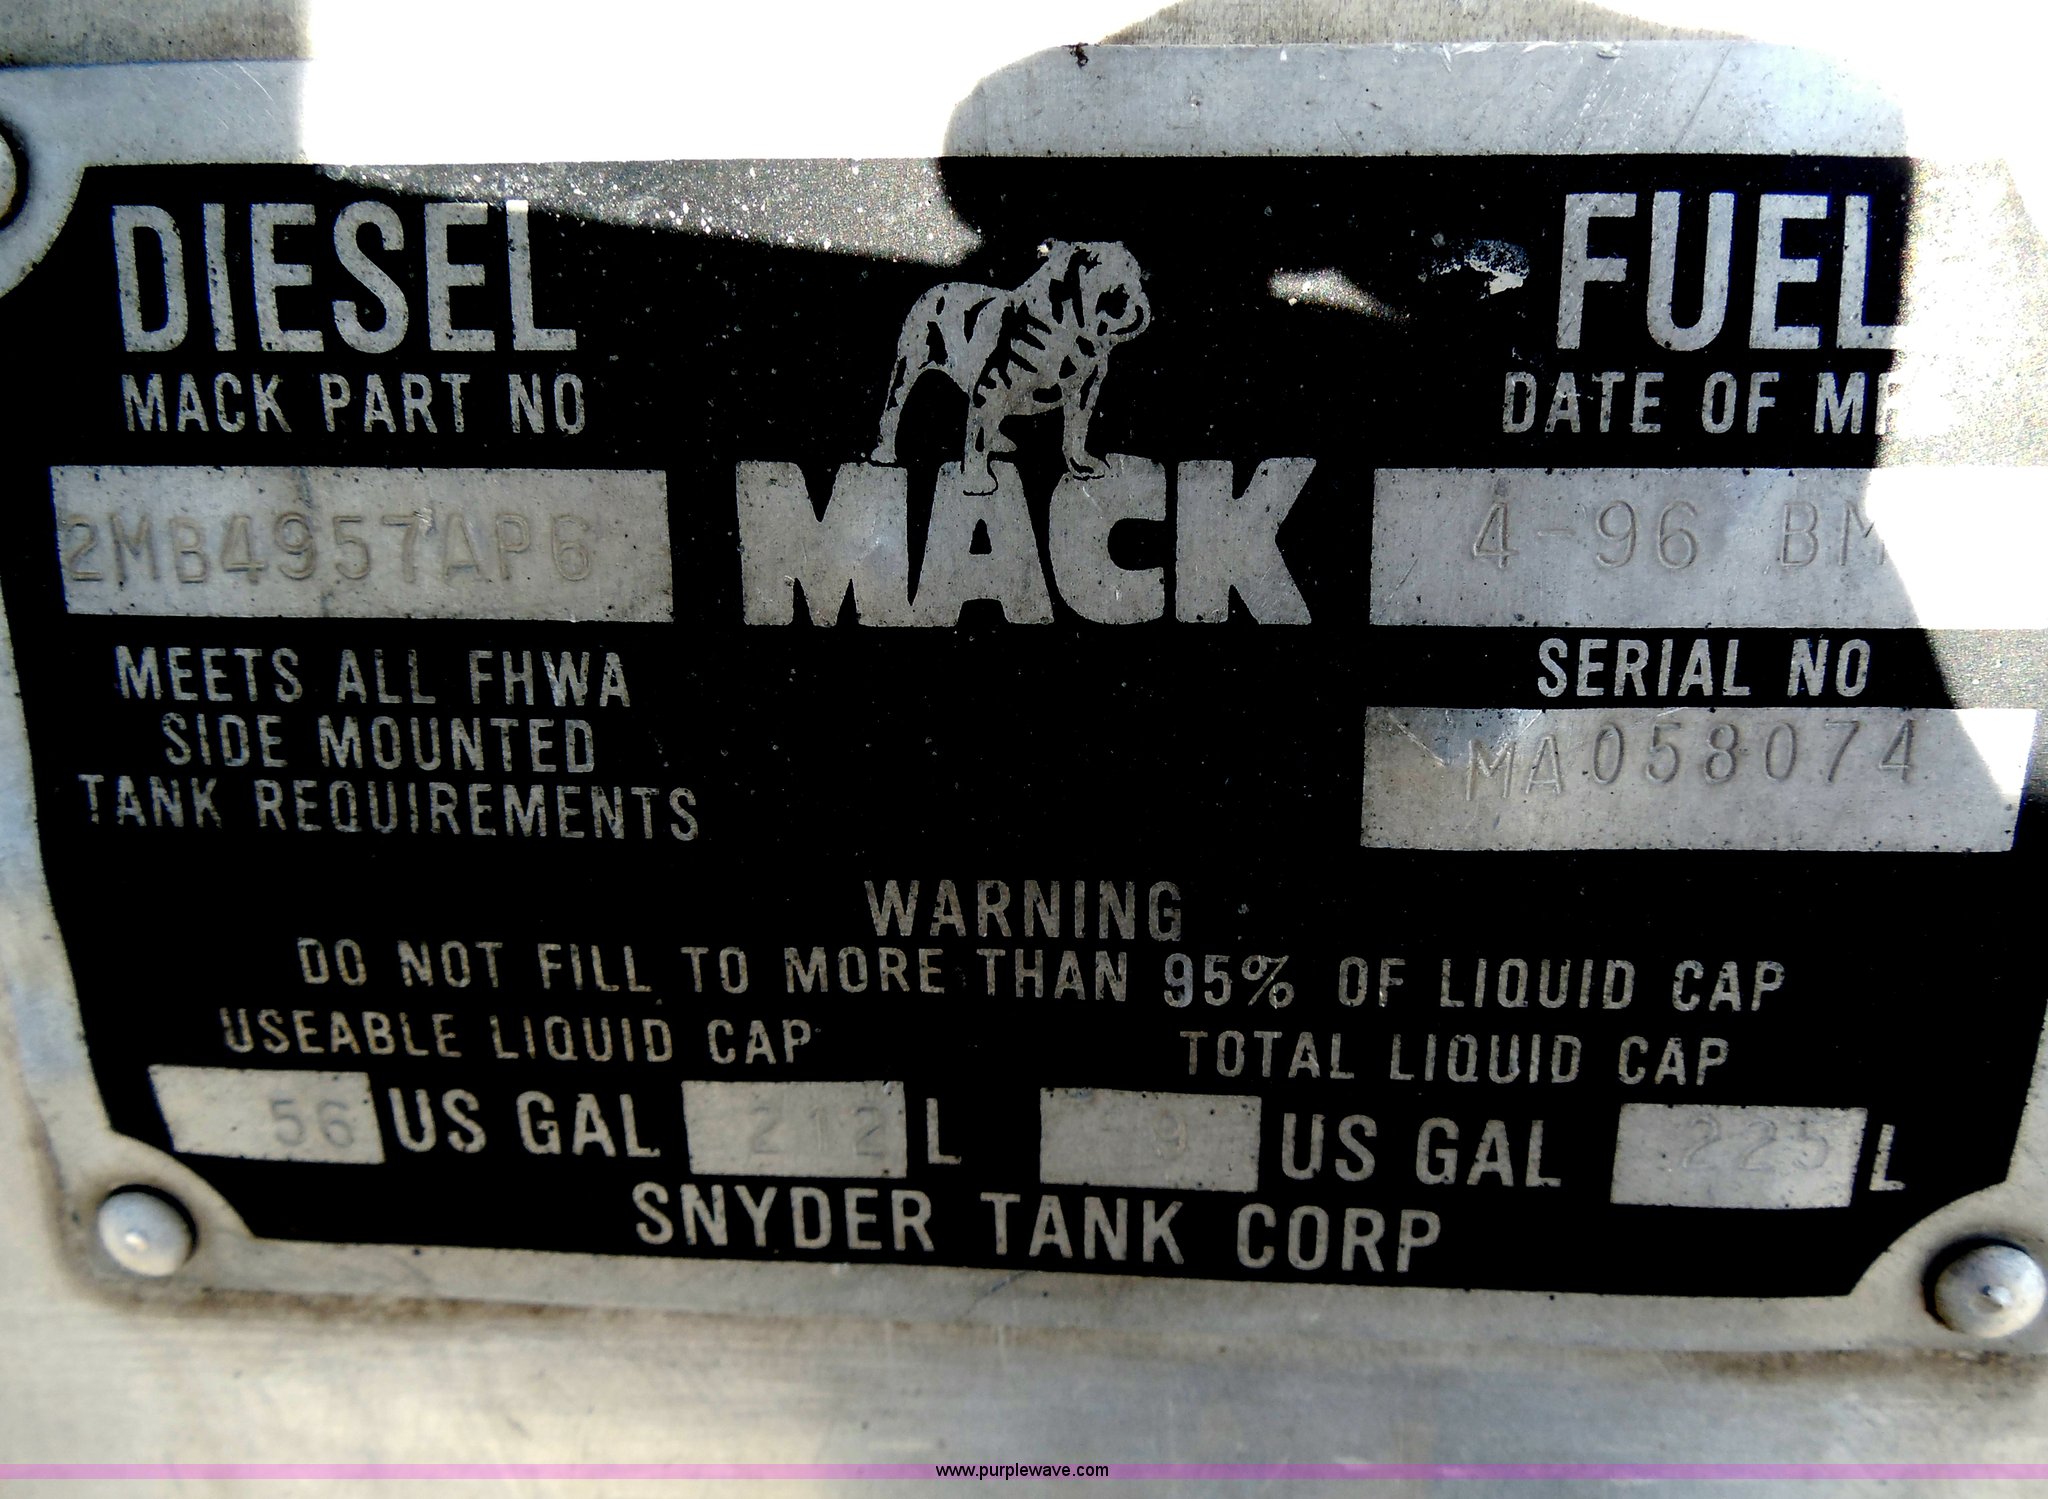 DIESEL FUEL
MACK PART NO
DATE OF
2MB4957AP6
4-96 BM
MACK
MEETS ALL FHWA
SIDE MOUNTED
TANK REQUIREMENTS
SERIAL NO
MA058074
WARNING
DO NOT FILL TO MORE THAN 95% OF LIQUID CAP
USEABLE LIQUID CAP
TOTAL LIQUID CAP
56 US GAL 212 L
US GAL 225 L
SNYDER TANK CORP
www.purplewave.com